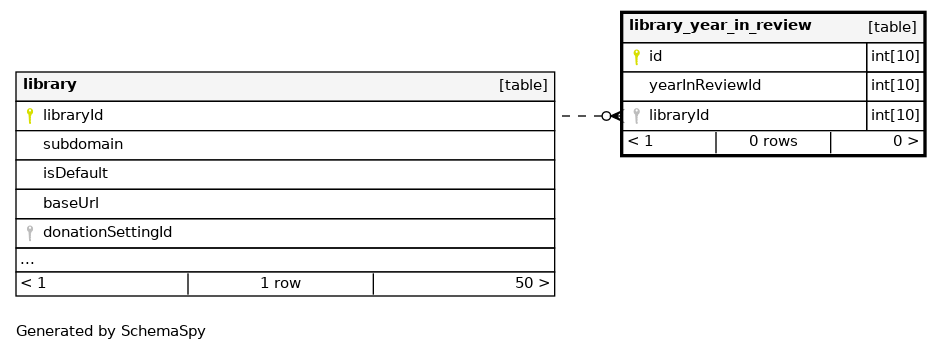 library_year_in_review [table]
id int[10]
yearInReviewId int[10]
libraryId int[10]
< 1 0 rows 0 >
library [table]
libraryId
subdomain
isDefault
baseUrl
donationSettingId
...
< 1 1 row 50 >
Generated by SchemaSpy